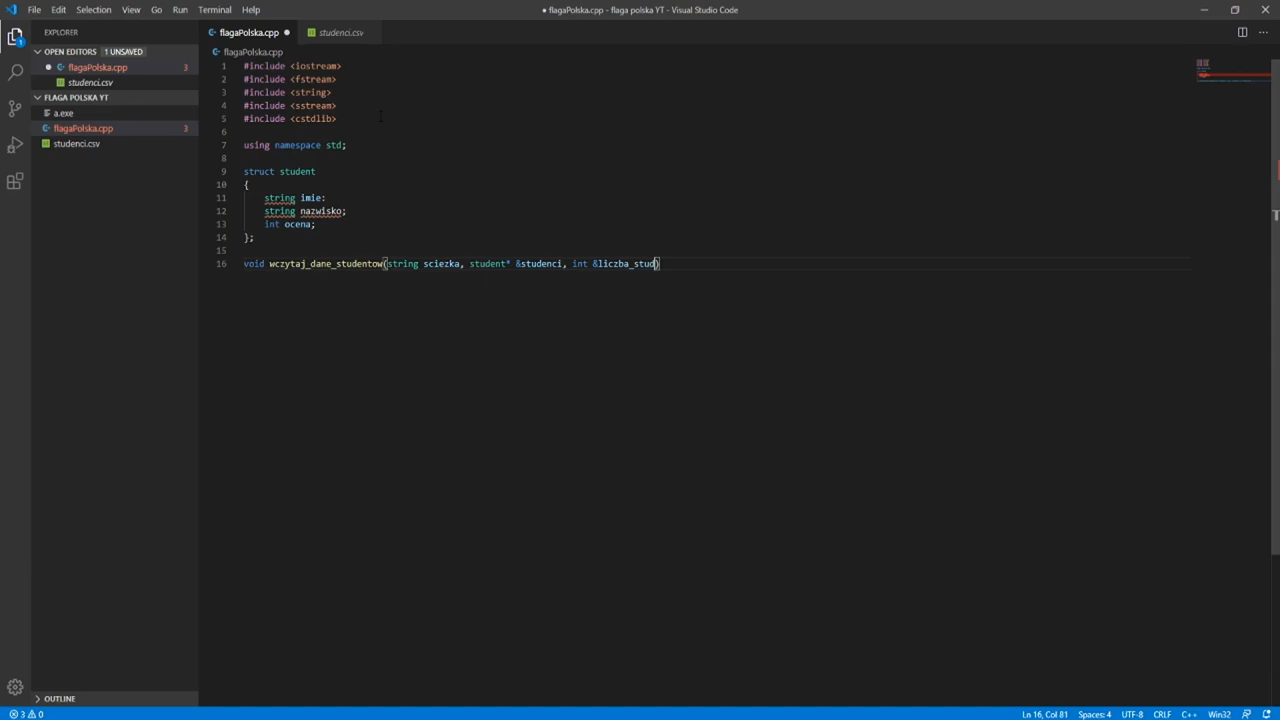 File Edit Selection View Go Run Terminal Help
● flagaPolska.cpp - flaga polska YT - Visual Studio Code
EXPLORER
OPEN EDITORS 1 UNSAVED
flagaPolska.cpp 3
studenci.csv
FLAGA POLSKA YT
a.exe
flagaPolska.cpp 3
studenci.csv
OUTLINE
1
flagaPolska.cpp
studenci.csv
flagaPolska.cpp
1 #include <iostream>
2 #include <fstream>
3 #include <string>
4 #include <sstream>
5 #include <cstdlib>
6
7 using namespace std;
8
9 struct student
10 {
11 string imie:
12 string nazwisko;
13 int ocena;
14 };
15
16 void wczytaj_dane_studentow(string sciezka, student* &studenci, int &liczba_stud)
3 0
Ln 16, Col 81 Spaces: 4 UTF-8 CRLF C++ Win32